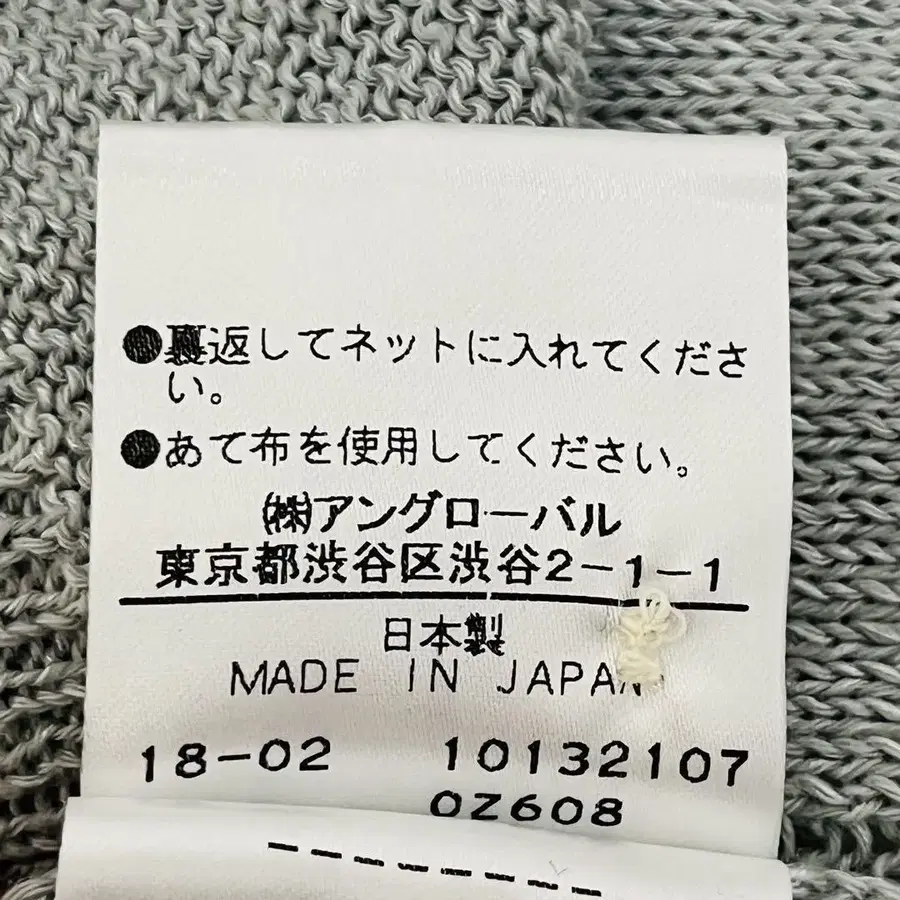 ●裏返してネットに入れてくださ
い。
●あて布を使用してください。
㈱アングローバル
東京都渋谷区渋谷2-1-1
日本製
MADE IN JAPAN
18-02 10132107
0Z608